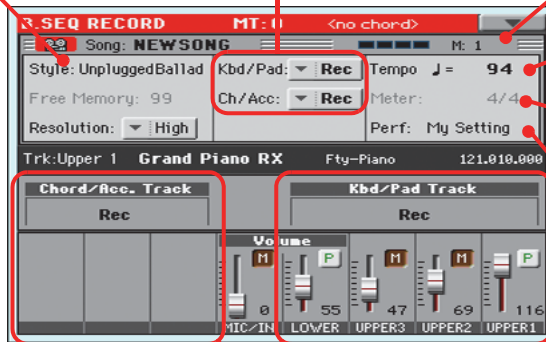 B.SEQ RECORD MT: 0 <no chord>
Song: NEWSONG M: 1
Style: UnpluggedBallad Kbd/Pad: Rec Tempo ♩ = 94
Free Memory: 99 Ch/Acc: Rec Meter: 4/4
Resolution: High Perf: My Setting
Trk:Upper 1 Grand Piano RX Fty-Piano 121.010.000
Chord/Acc. Track Kbd/Pad Track
Rec Rec
Volume
M P M M P
0 55 47 69 116
MIC/IN LOWER UPPER3 UPPER2 UPPER1